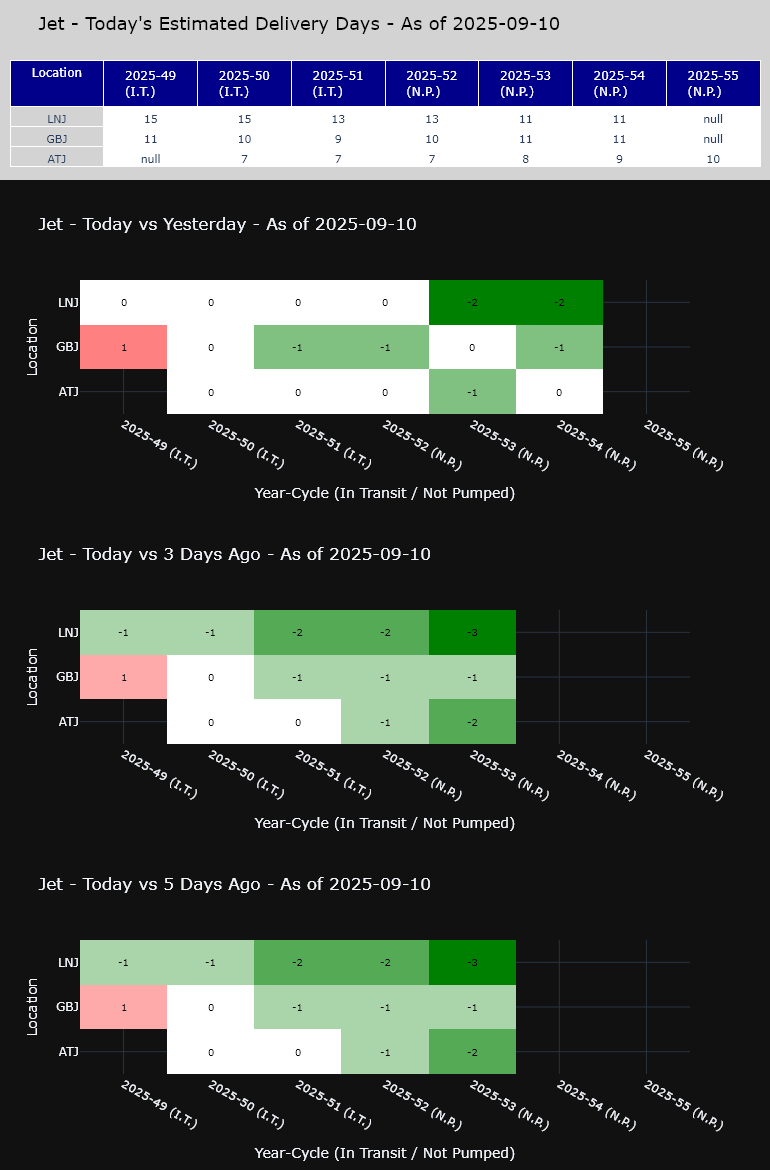 Jet - Today's Estimated Delivery Days - As of 2025-09-10
Location 2025-49 (I.T.) 2025-50 (I.T.) 2025-51 (I.T.) 2025-52 (N.P.) 2025-53 (N.P.) 2025-54 (N.P.) 2025-55 (N.P.)
LNJ 15 15 13 13 11 11 null
GBJ 11 10 9 10 11 11 null
ATJ null 7 7 7 8 9 10
Jet - Today vs Yesterday - As of 2025-09-10
Location
LNJ 0 0 0 0 -2 -2
GBJ 1 0 -1 -1 0 -1
ATJ 0 0 0 -1 0
2025-49 (I.T.) 2025-50 (I.T.) 2025-51 (I.T.) 2025-52 (N.P.) 2025-53 (N.P.) 2025-54 (N.P.) 2025-55 (N.P.)
Year-Cycle (In Transit / Not Pumped)
Jet - Today vs 3 Days Ago - As of 2025-09-10
Location
LNJ -1 -1 -2 -2 -3
GBJ 1 0 -1 -1 -1
ATJ 0 0 -1 -2
2025-49 (I.T.) 2025-50 (I.T.) 2025-51 (I.T.) 2025-52 (N.P.) 2025-53 (N.P.) 2025-54 (N.P.) 2025-55 (N.P.)
Year-Cycle (In Transit / Not Pumped)
Jet - Today vs 5 Days Ago - As of 2025-09-10
Location
LNJ -1 -1 -2 -2 -3
GBJ 1 0 -1 -1 -1
ATJ 0 0 -1 -2
2025-49 (I.T.) 2025-50 (I.T.) 2025-51 (I.T.) 2025-52 (N.P.) 2025-53 (N.P.) 2025-54 (N.P.) 2025-55 (N.P.)
Year-Cycle (In Transit / Not Pumped)